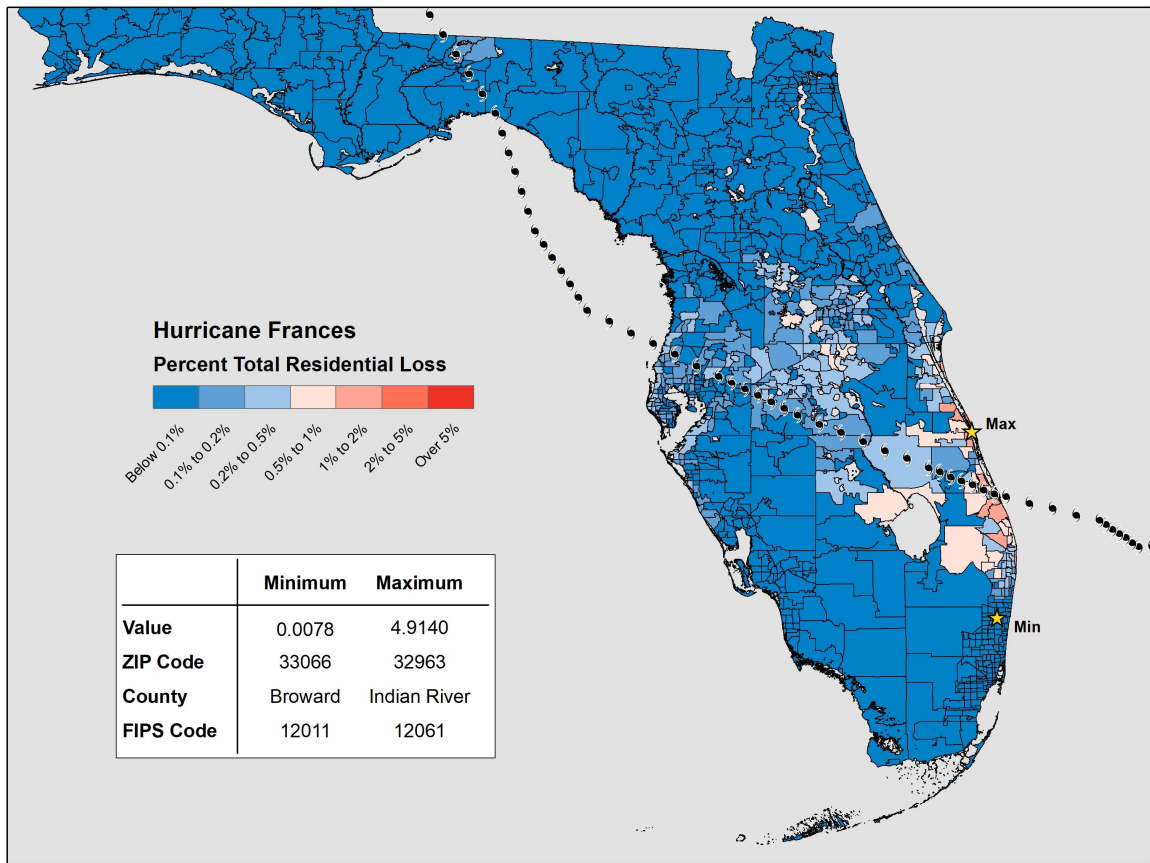 Hurricane Frances
Percent Total Residential Loss
Below 0.1% 0.1% to 0.2% 0.2% to 0.5% 0.5% to 1% 1% to 2% 2% to 5% Over 5%
Max
Min
Minimum Maximum
Value 0.0078 4.9140
ZIP Code 33066 32963
County Broward Indian River
FIPS Code 12011 12061